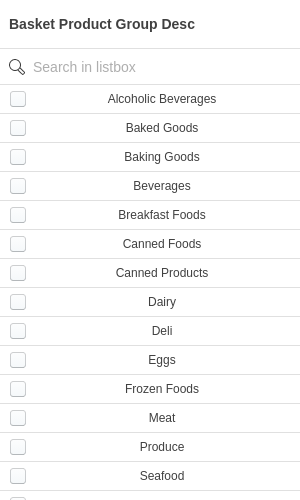 Basket Product Group Desc
Search in listbox
Alcoholic Beverages
Baked Goods
Baking Goods
Beverages
Breakfast Foods
Canned Foods
Canned Products
Dairy
Deli
Eggs
Frozen Foods
Meat
Produce
Seafood